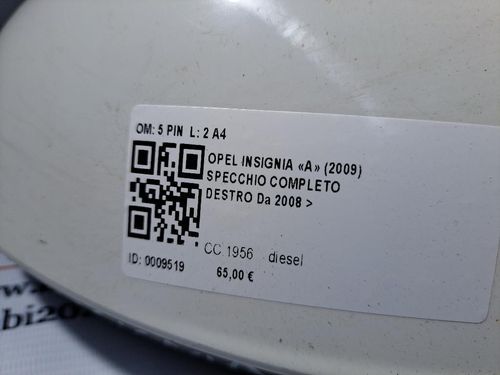 OM: 5 PIN L: 2 A4
OPEL INSIGNIA «A» (2009)
SPECCHIO COMPLETO
DESTRO Da 2008 >
CC 1956 diesel
ID: 0009519
65,00 €